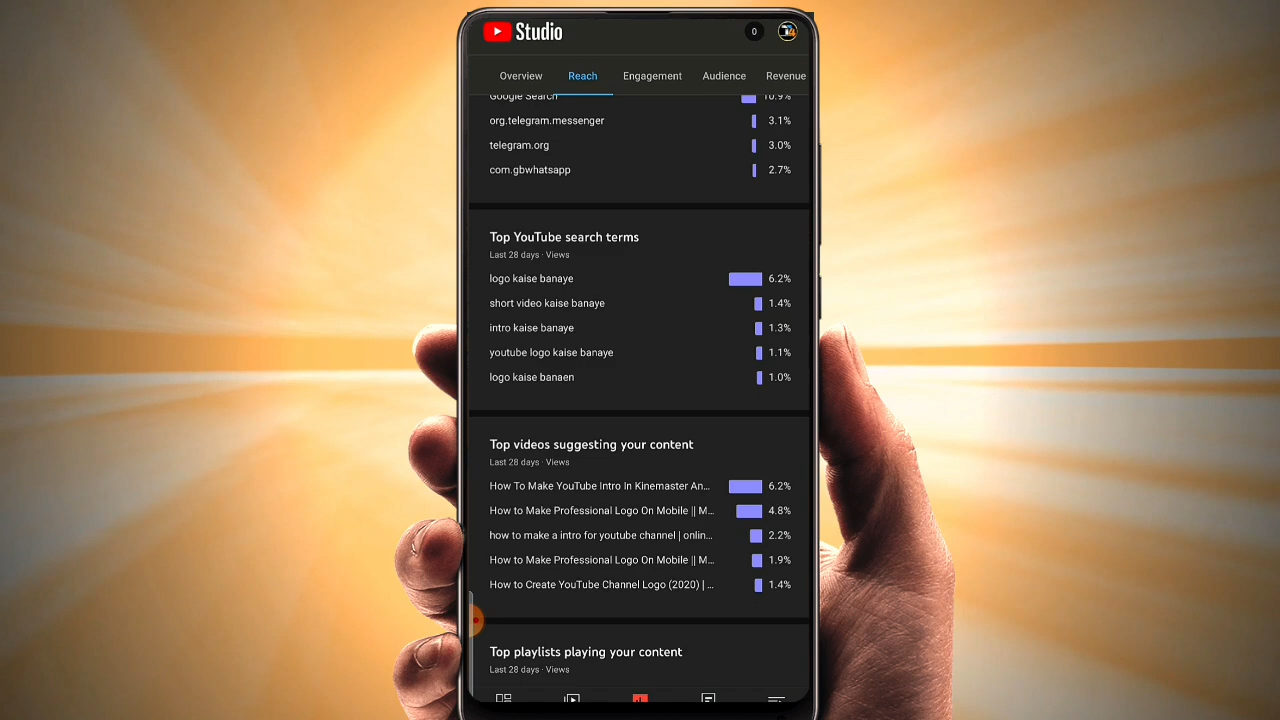 Studio
0
Overview Reach Engagement Audience Revenue
Google Search 10.9%
org.telegram.messenger 3.1%
telegram.org 3.0%
com.gbwhatsapp 2.7%
Top YouTube search terms
Last 28 days · Views
logo kaise banaye 6.2%
short video kaise banaye 1.4%
intro kaise banaye 1.3%
youtube logo kaise banaye 1.1%
logo kaise banaen 1.0%
Top videos suggesting your content
Last 28 days · Views
How To Make YouTube Intro In Kinemaster An... 6.2%
How to Make Professional Logo On Mobile || M... 4.8%
how to make a intro for youtube channel | onlin... 2.2%
How to Make Professional Logo On Mobile || M... 1.9%
How to Create YouTube Channel Logo (2020) | ... 1.4%
Top playlists playing your content
Last 28 days · Views